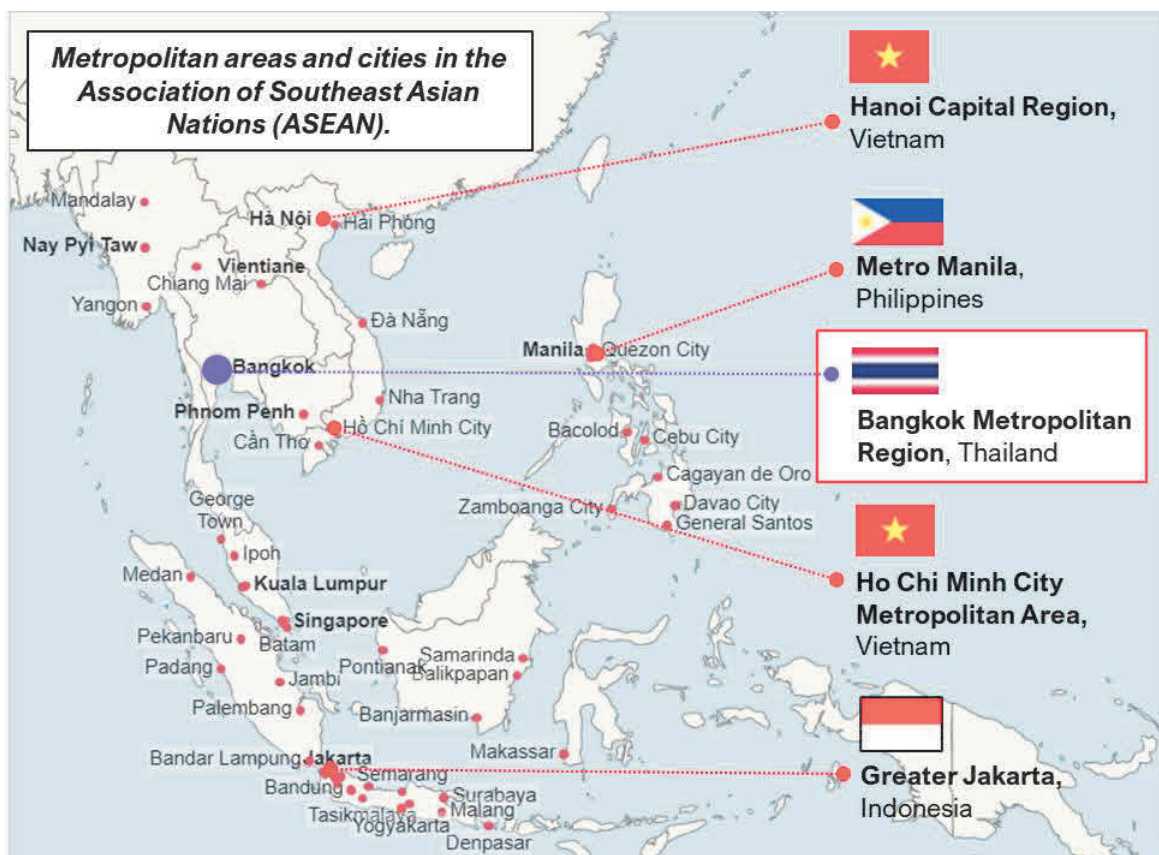 Metropolitan areas and cities in the
Association of Southeast Asian
Nations (ASEAN).
Hanoi Capital Region,
Vietnam
Mandalay
Hà Nội
Hải Phòng
Nay Pyi Taw
Vientiane
Chiang Mai
Metro Manila,
Philippines
Yangon
Đà Nẵng
Manila
Quezon City
Bangkok
Bangkok Metropolitan
Region, Thailand
Nha Trang
Phnom Penh
Hồ Chí Minh City
Cần Thơ
Bacolod
Cebu City
Cagayan de Oro
George
Town
Zamboanga City
Davao City
General Santos
Ipoh
Medan
Kuala Lumpur
Ho Chi Minh City
Metropolitan Area,
Vietnam
Singapore
Pekanbaru
Batam
Padang
Pontianak
Samarinda
Balikpapan
Jambi
Palembang
Banjarmasin
Bandar Lampung
Jakarta
Makassar
Semarang
Bandung
Surabaya
Tasikmalaya
Malang
Yogyakarta
Denpasar
Greater Jakarta,
Indonesia